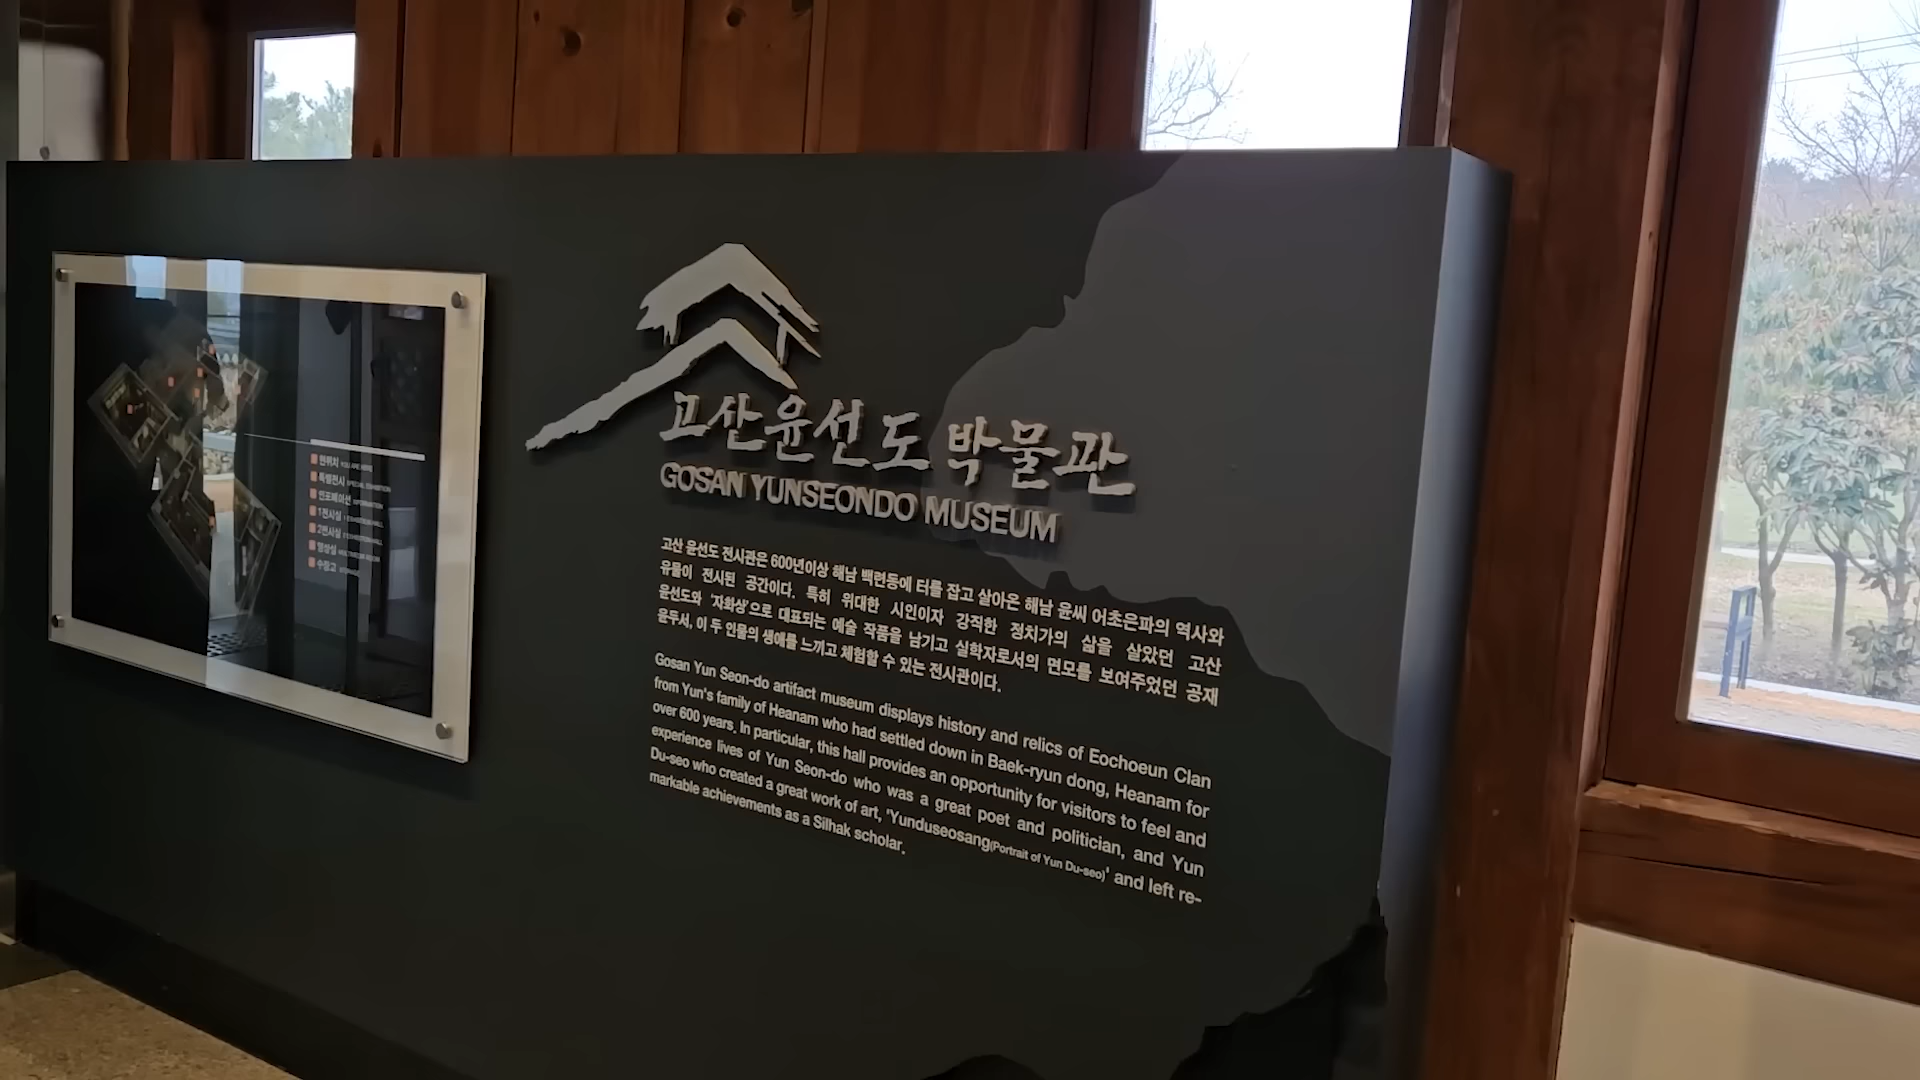 현위치 YOU ARE HERE
특별전시 SPECIAL EXHIBITION
인포메이션 INFORMATION
1전시실 1 EXHIBITION HALL
2전시실 2 EXHIBITION HALL
영상실
수장고 STORAGE
고산윤선도 박물관
GOSAN YUNSEONDO MUSEUM
고산 윤선도 전시관은 600년이상 해남 백련동에 터를 잡고 살아온 해남 윤씨 어초은파의 역사와
유물이 전시된 공간이다. 특히 위대한 시인이자 강직한 정치가의 삶을 살았던 고산
윤선도와 '자화상'으로 대표되는 예술 작품을 남기고 실학자로서의 면모를 보여주었던 공재
윤두서, 이 두 인물의 생애를 느끼고 체험할 수 있는 전시관이다.
Gosan Yun Seon-do artifact museum displays history and relics of Eochoeun Clan
from Yun's family of Heanam who had settled down in Baek-ryun dong, Heanam for
over 600 years. In particular, this hall provides an opportunity for visitors to feel and
experience lives of Yun Seon-do who was a great poet and politician, and Yun
Du-seo who created a great work of art, 'Yunduseosang(Portrait of Yun Du-seo)' and left re-
markable achievements as a Silhak scholar.